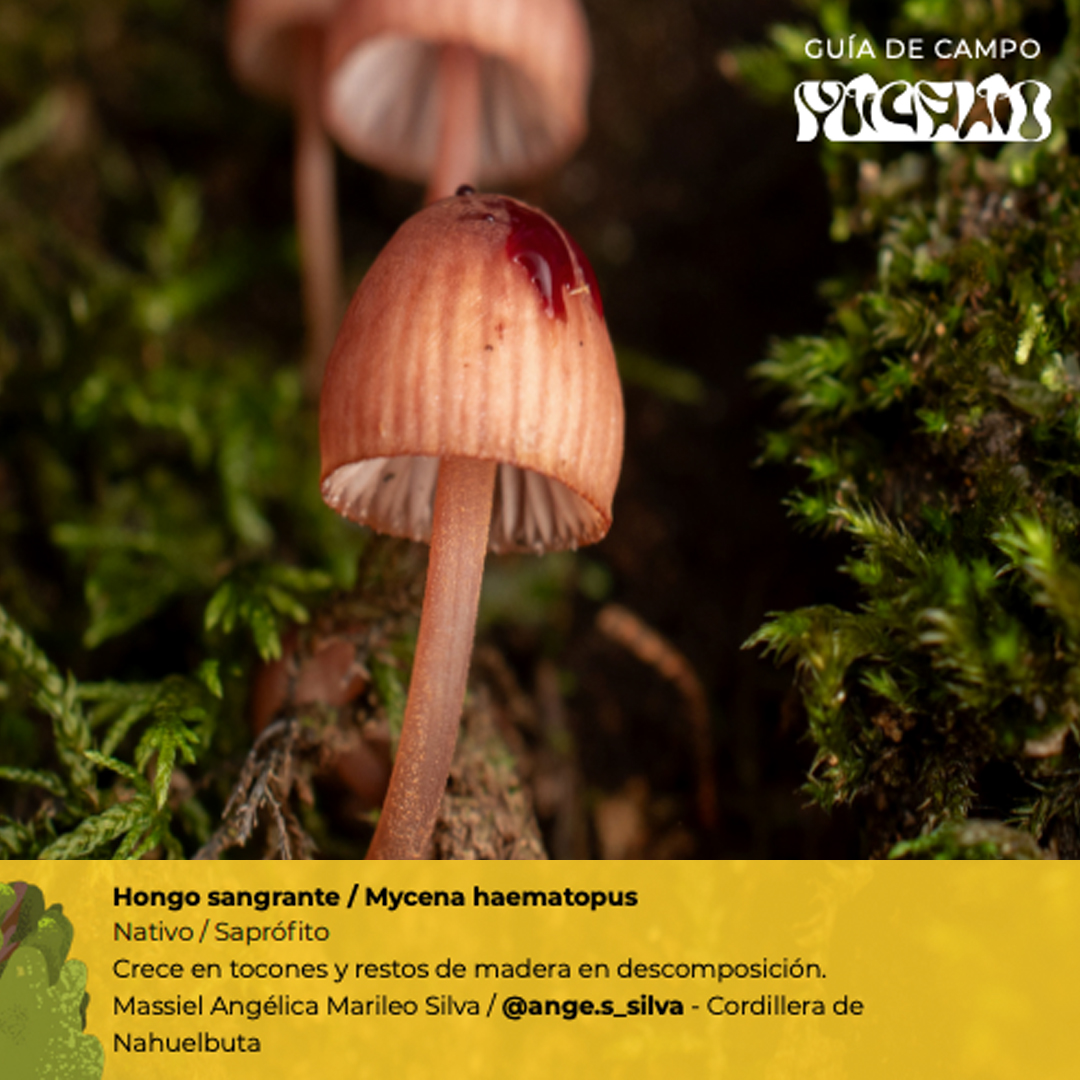 GUÍA DE CAMPO
MICELIO
Hongo sangrante / Mycena haematopus
Nativo / Saprófito
Crece en tocones y restos de madera en descomposición.
Massiel Angélica Marileo Silva / @ange.s_silva - Cordillera de
Nahuelbuta